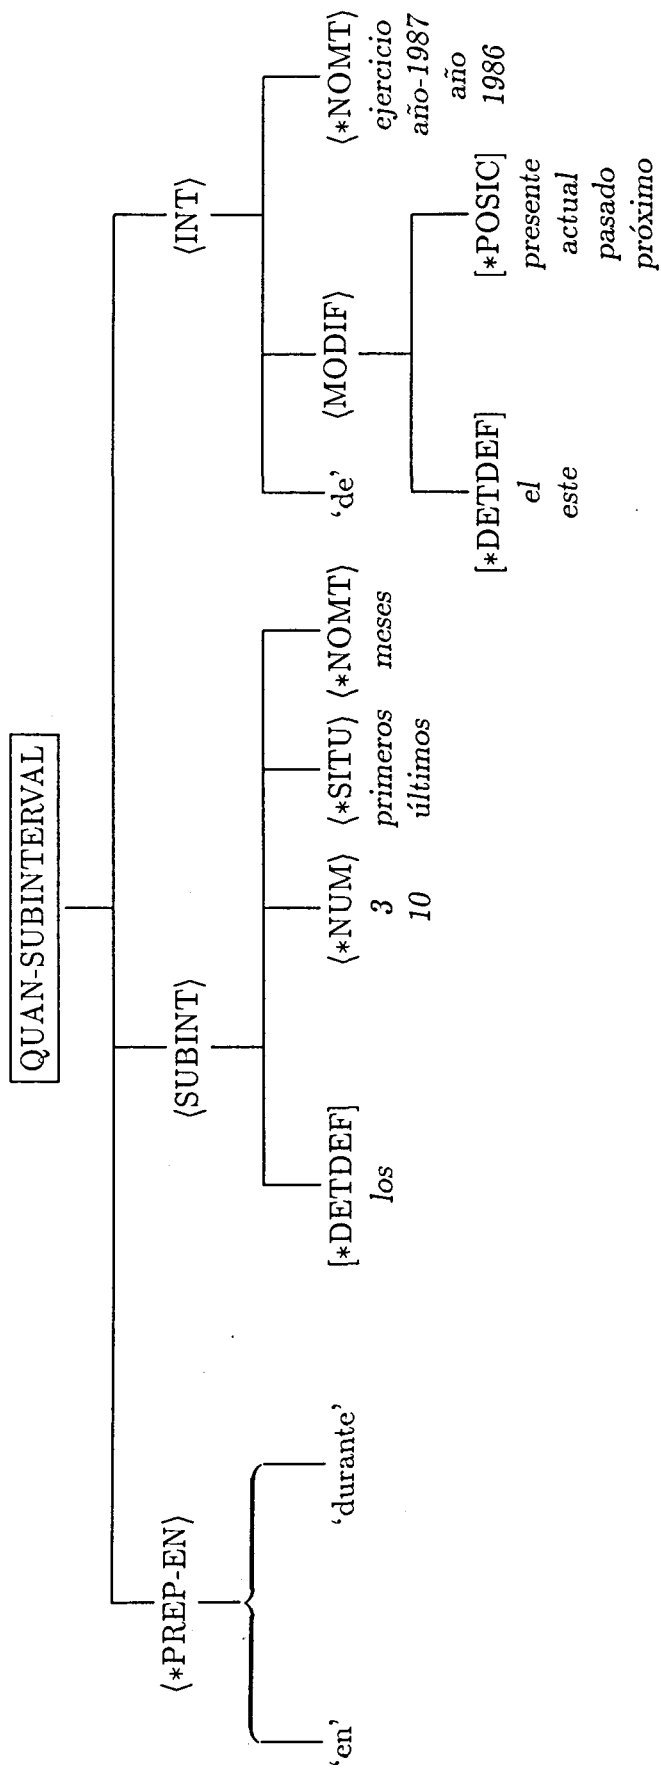 QUAN-SUBINTERVAL
⟨*PREP-EN⟩ ⟨SUBINT⟩ ⟨INT⟩
‘en’ ‘durante’ [*DETDEF] ⟨*NUM⟩ ⟨*SITU⟩ ⟨*NOMT⟩ ‘de’ ⟨MODIF⟩ ⟨*NOMT⟩
los 3 primeros meses ejercicio
10 últimos año-1987
año
1986
[*DETDEF] [*POSIC]
el presente
este actual
pasado
próximo